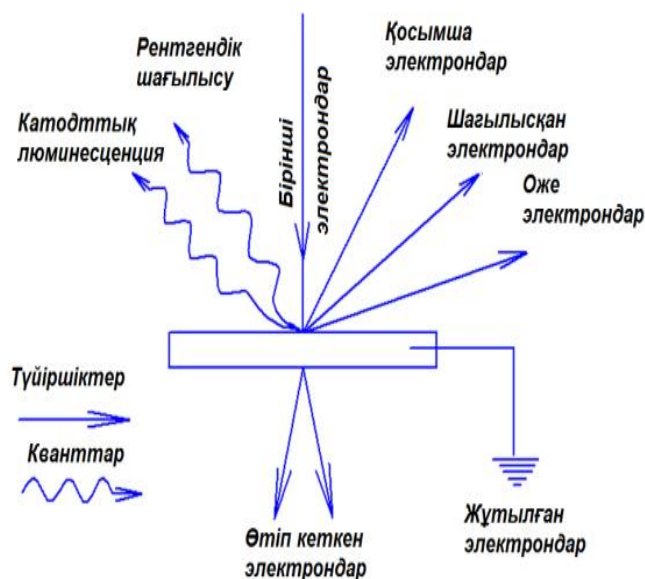 Рентгендік
шағылысу
Катодттық
люминесценция
Бірінші
электрондар
Қосымша
электрондар
Шағылысқан
электрондар
Оже
электрондар
Түйіршіктер
Кванттар
Өтіп кеткен
электрондар
Жұтылған
электрондар